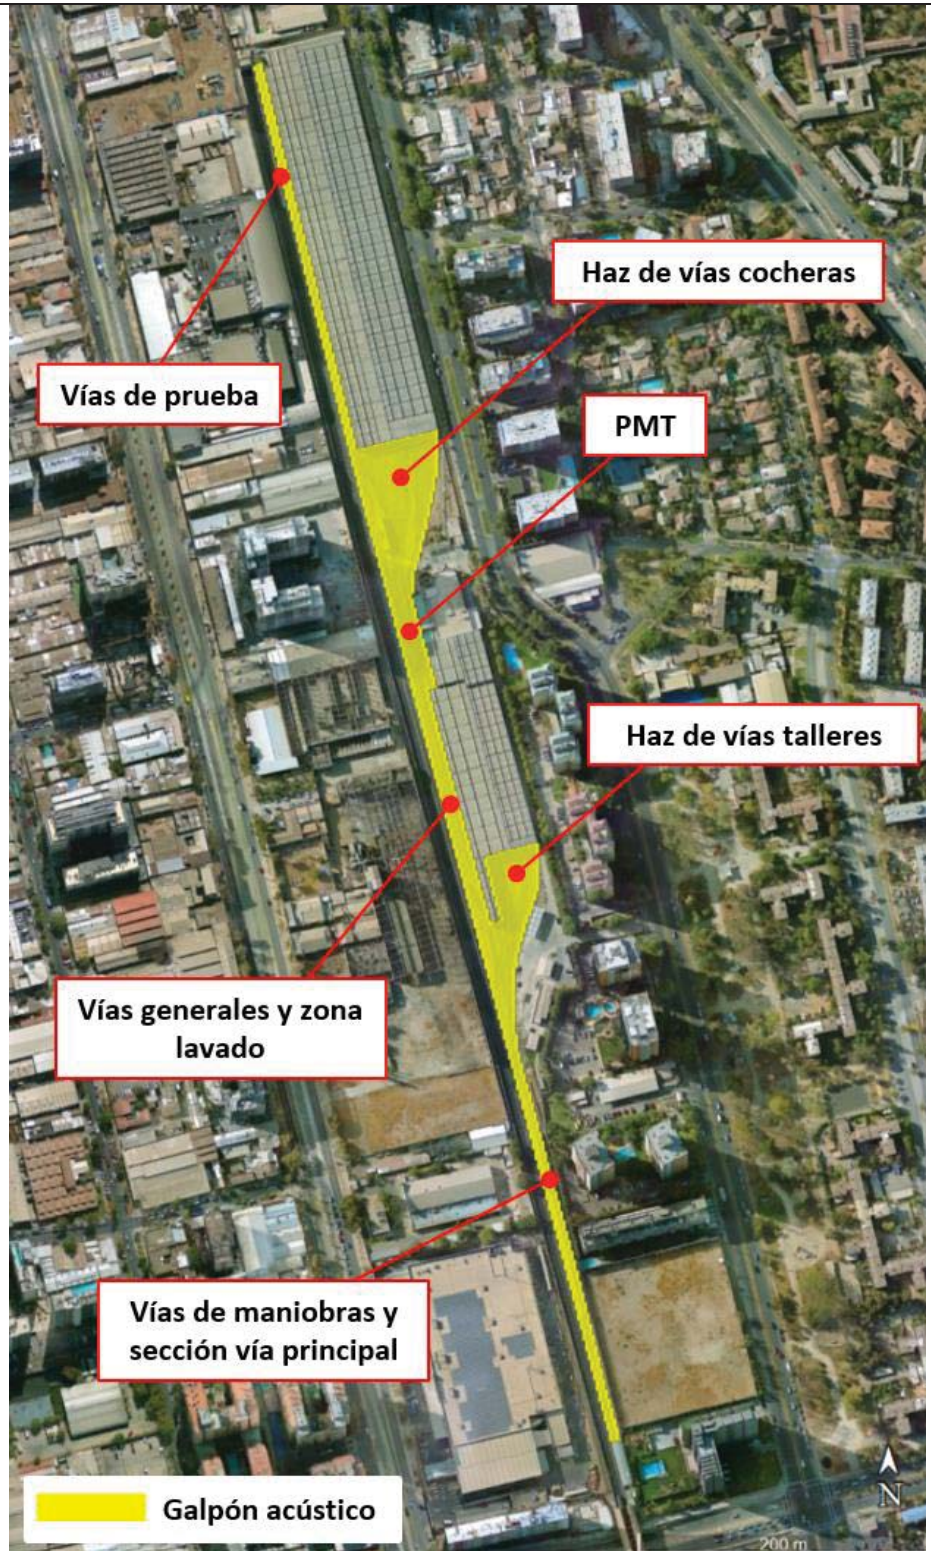 Haz de vías cocheras
Vías de prueba
PMT
Haz de vías talleres
Vías generales y zona
lavado
Vías de maniobras y
sección vía principal
Galpón acústico
N
200 m